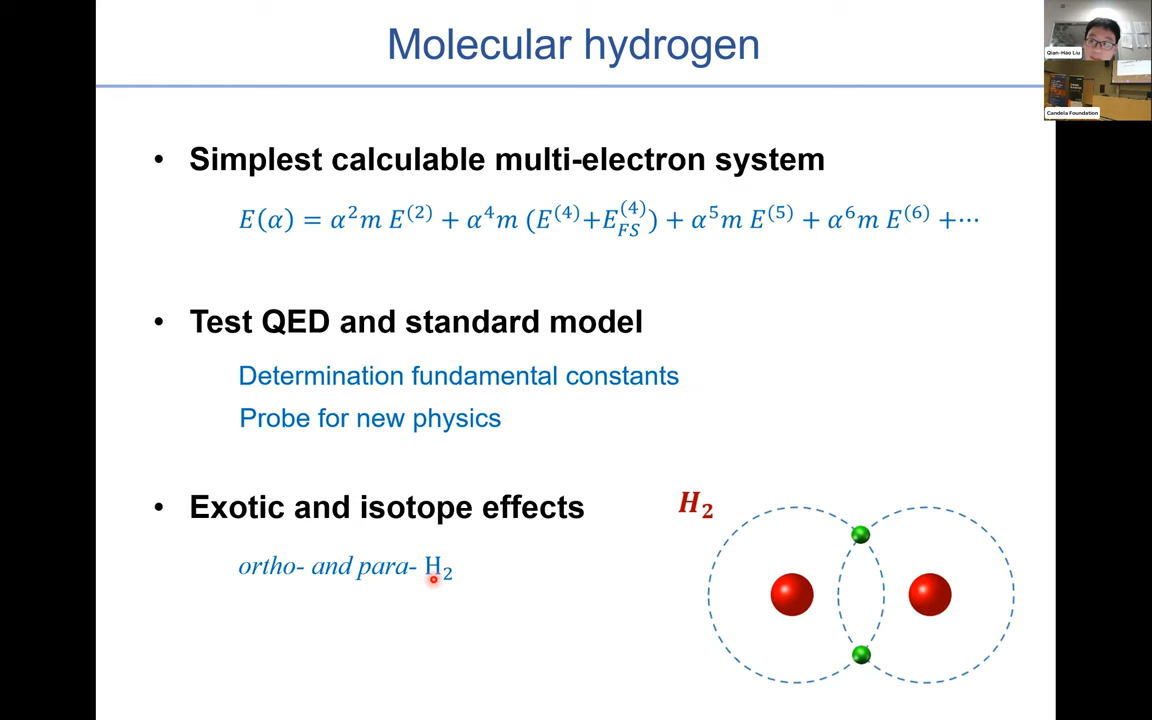 Molecular hydrogen
Qian-Hao Liu
Candela Foundation
• Simplest calculable multi-electron system
E(α) = α²m E⁽²⁾ + α⁴m (E⁽⁴⁾+E_FS⁽⁴⁾) + α⁵m E⁽⁵⁾ + α⁶m E⁽⁶⁾ +⋯
• Test QED and standard model
Determination fundamental constants
Probe for new physics
• Exotic and isotope effects
H₂
ortho- and para- H₂